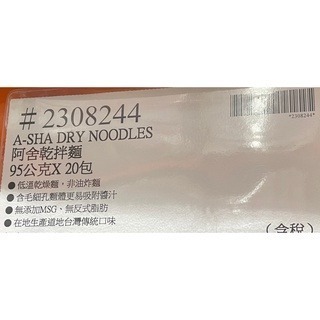 #2308244
*2308244*
A-SHA DRY NOODLES
阿舍乾拌麵
95公克X 20包
●低溫乾燥麵，非油炸麵
●含毛細孔麵體更易吸附醬汁
●無添加MSG，無反式脂肪
●在地生產道地台灣傳統口味
（含稅）